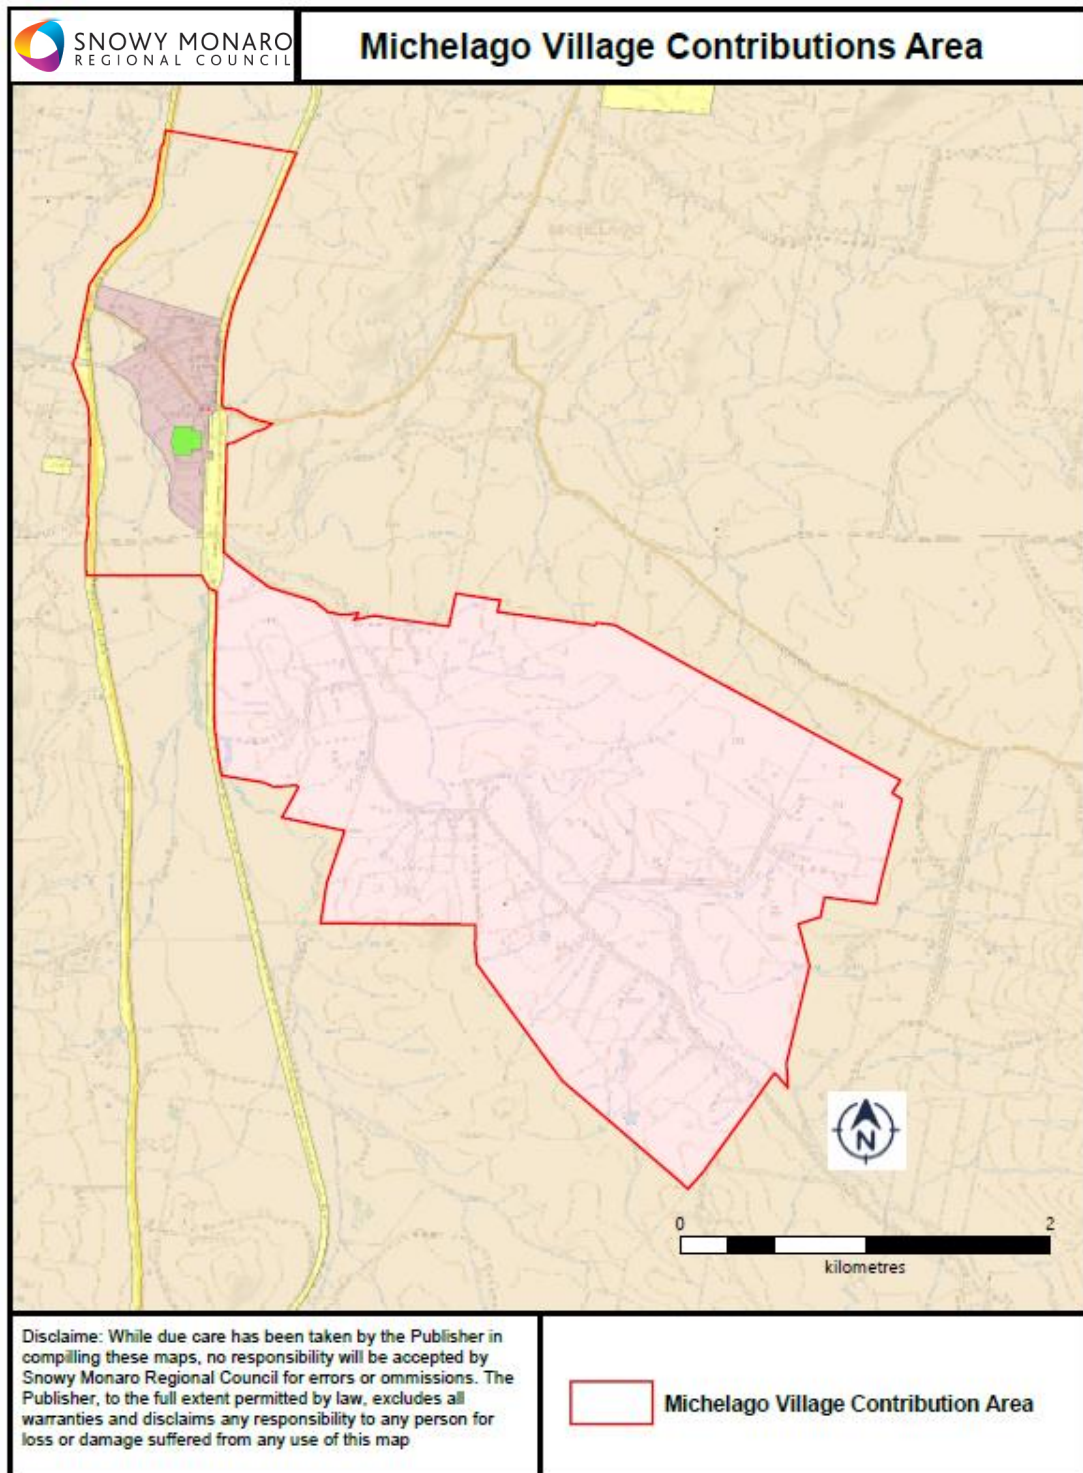 SNOWY MONARO
REGIONAL COUNCIL
Michelago Village Contributions Area
N
0 2
kilometres
Disclaime: While due care has been taken by the Publisher in
compilling these maps, no responsibility will be accepted by
Snowy Monaro Regional Council for errors or ommissions. The
Publisher, to the full extent permitted by law, excludes all
warranties and disclaims any responsibility to any person for
loss or damage suffered from any use of this map
Michelago Village Contribution Area